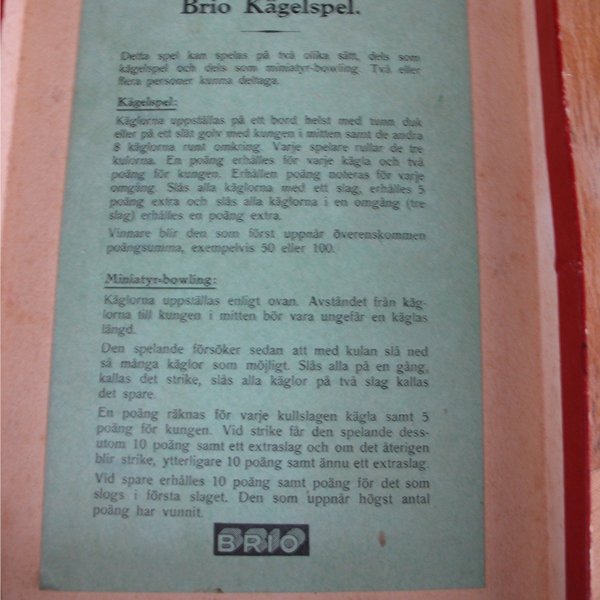 Brio Kägelspel.
Detta spel kan spelas på två olika sätt, dels som
kägelspel och dels som miniatyr-bowling. Två eller
flera personer kunna deltaga.
Kägelspel:
Käglorna uppställas på ett bord helst med tunn duk
eller på ett slät golv med kungen i mitten samt de andra
8 käglorna runt omkring. Varje spelare rullar de tre
kulorna. En poäng erhålles för varje kägla och två
poäng för kungen. Erhållen poäng noteras för varje
omgång. Slås alla käglorna med ett slag, erhålles 5
poäng extra och slås alla käglorna i en omgång (tre
slag) erhålles en poäng extra.
Vinnare blir den som först uppnår överenskommen
poängsumma, exempelvis 50 eller 100.
Miniatyr-bowling:
Käglorna uppställas enligt ovan. Avståndet från käg-
lorna till kungen i mitten bör vara ungefär en käglas
längd.
Den spelande försöker sedan att med kulan slå ned
så många käglor som möjligt. Slås alla på en gång,
kallas det strike, slås alla käglor på två slag kallas
det spare.
En poäng räknas för varje kullslagen kägla samt 5
poäng för kungen. Vid strike får den spelande dess-
utom 10 poäng samt ett extraslag och om det återigen
blir strike, ytterligare 10 poäng samt ännu ett extraslag.
Vid spare erhålles 10 poäng samt poäng för det som
slogs i första slaget. Den som uppnår högst antal
poäng har vunnit.
BRIO